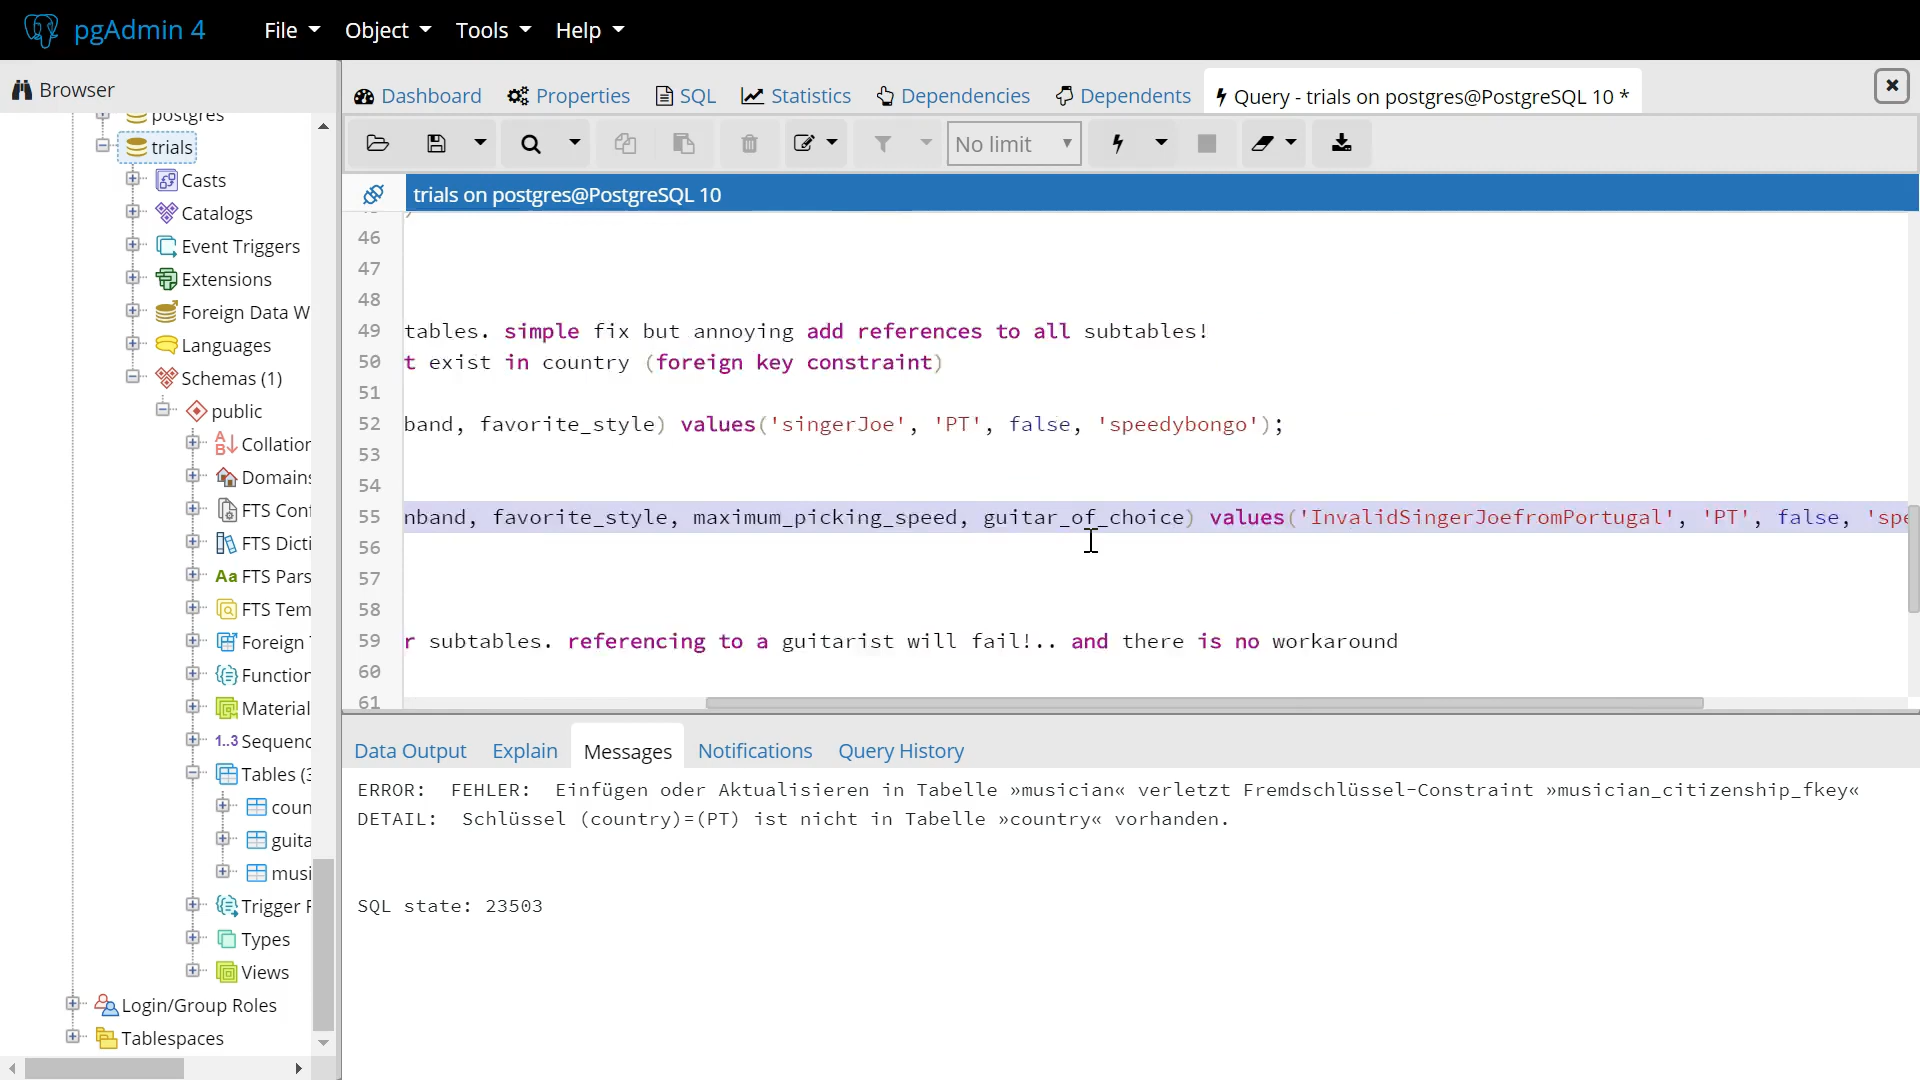 pgAdmin 4 File Object Tools Help
Browser
Dashboard Properties SQL Statistics Dependencies Dependents Query - trials on postgres@PostgreSQL 10 *
No limit
trials on postgres@PostgreSQL 10
postgres
trials
Casts
Catalogs
Event Triggers
Extensions
Foreign Data W
Languages
Schemas (1)
public
Collation
Domains
FTS Con
FTS Dicti
FTS Pars
FTS Tem
Foreign
Function
Material
1..3 Sequenc
Tables (3
coun
guita
musi
Trigger F
Types
Views
Login/Group Roles
Tablespaces
46
47
48
49 tables. simple fix but annoying add references to all subtables!
50 t exist in country (foreign key constraint)
51
52 band, favorite_style) values('singerJoe', 'PT', false, 'speedybongo');
53
54
55 nband, favorite_style, maximum_picking_speed, guitar_of_choice) values('InvalidSingerJoefromPortugal', 'PT', false, 'spe
56
57
58
59 r subtables. referencing to a guitarist will fail!.. and there is no workaround
60
61
Data Output Explain Messages Notifications Query History
ERROR: FEHLER: Einfügen oder Aktualisieren in Tabelle »musician« verletzt Fremdschlüssel-Constraint »musician_citizenship_fkey«
DETAIL: Schlüssel (country)=(PT) ist nicht in Tabelle »country« vorhanden.
SQL state: 23503